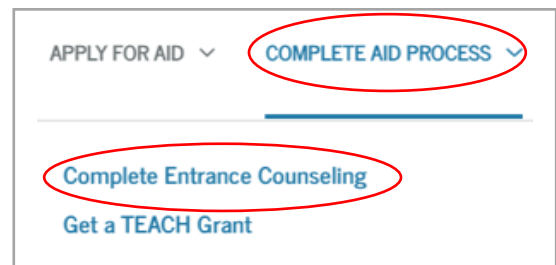 APPLY FOR AID COMPLETE AID PROCESS
Complete Entrance Counseling
Get a TEACH Grant